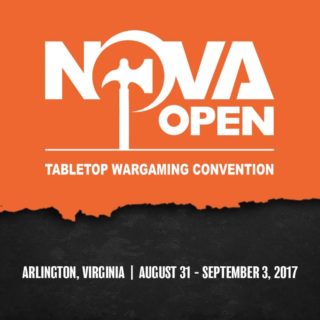 NOVA
OPEN
TABLETOP WARGAMING CONVENTION
ARLINGTON, VIRGINIA | AUGUST 31 - SEPTEMBER 3, 2017